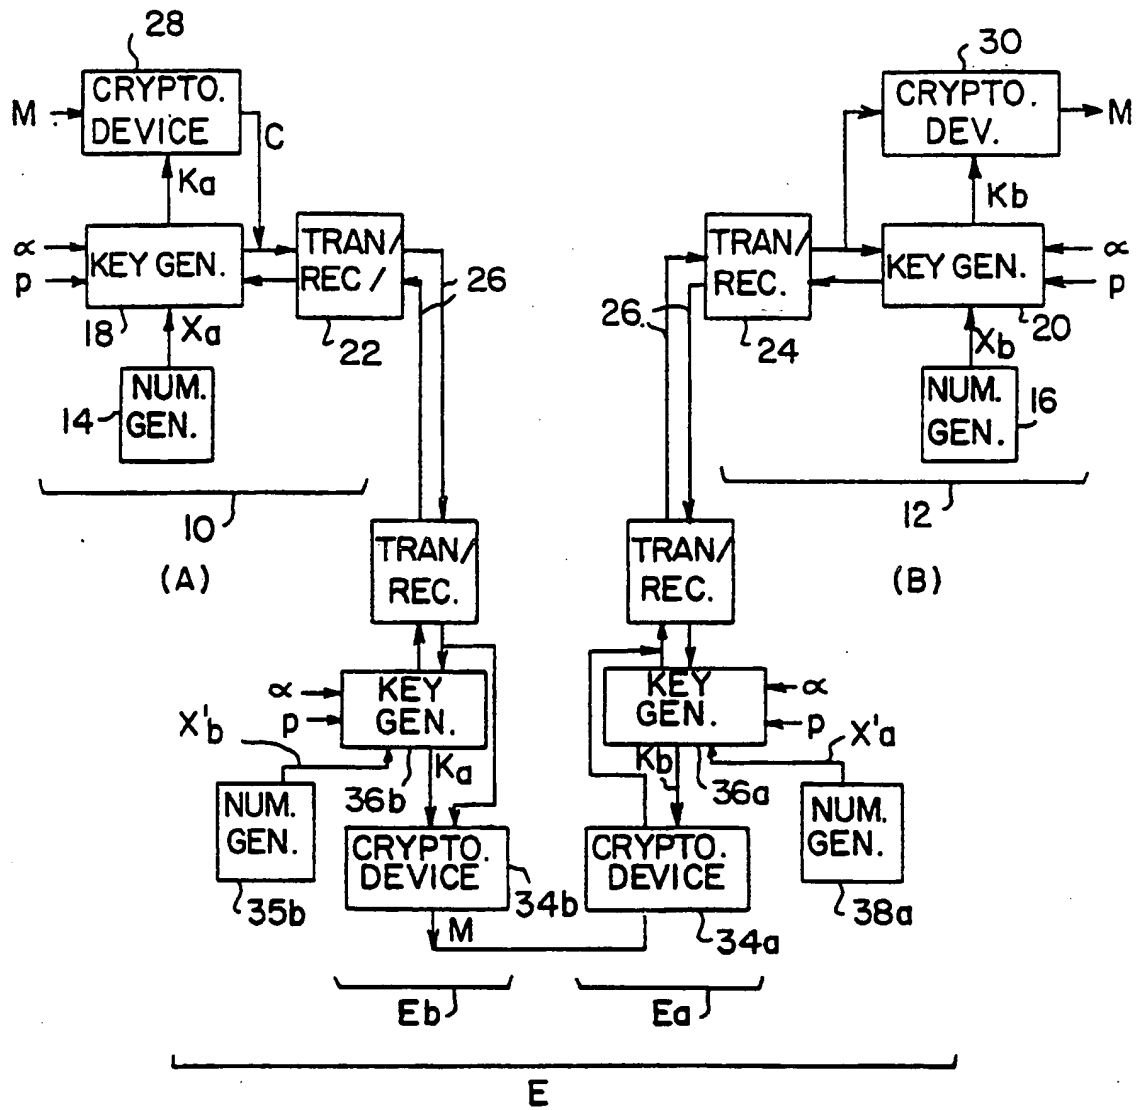 28
30
CRYPTO.
DEVICE
M
C
CRYPTO.
DEV.
M
Ka
Kb
∝
p
KEY GEN.
18
TRAN/
REC/
22
26
26
TRAN/
REC.
24
KEY GEN.
20
∝
p
Xa
Xb
NUM.
GEN.
14
NUM.
GEN.
16
10
(A)
12
(B)
TRAN/
REC.
TRAN/
REC.
∝
p
KEY
GEN.
KEY
GEN.
∝
p
X'b
X'a
Ka
36b
Kb
36a
NUM.
GEN.
35b
NUM.
GEN.
38a
CRYPTO.
DEVICE
34b
CRYPTO.
DEVICE
34a
M
Eb
Ea
E